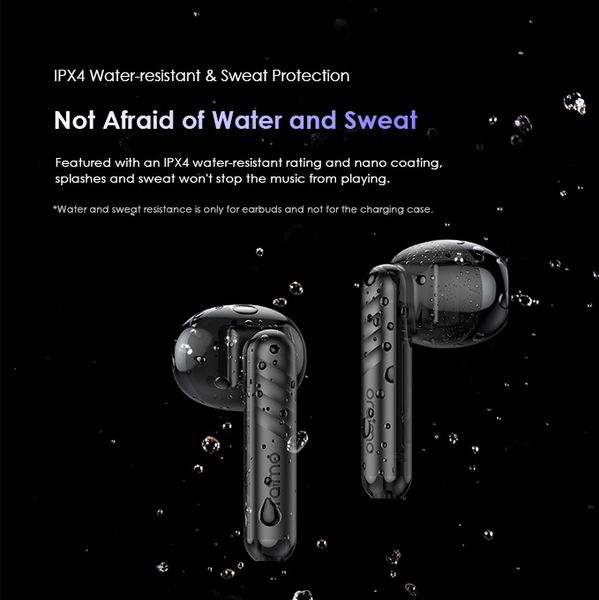 IPX4 Water-resistant & Sweat Protection
Not Afraid of Water and Sweat
Featured with an IPX4 water-resistant rating and nano coating,
splashes and sweat won't stop the music from playing.
*Water and sweat resistance is only for earbuds and not for the charging case.
oraimo
oraimo